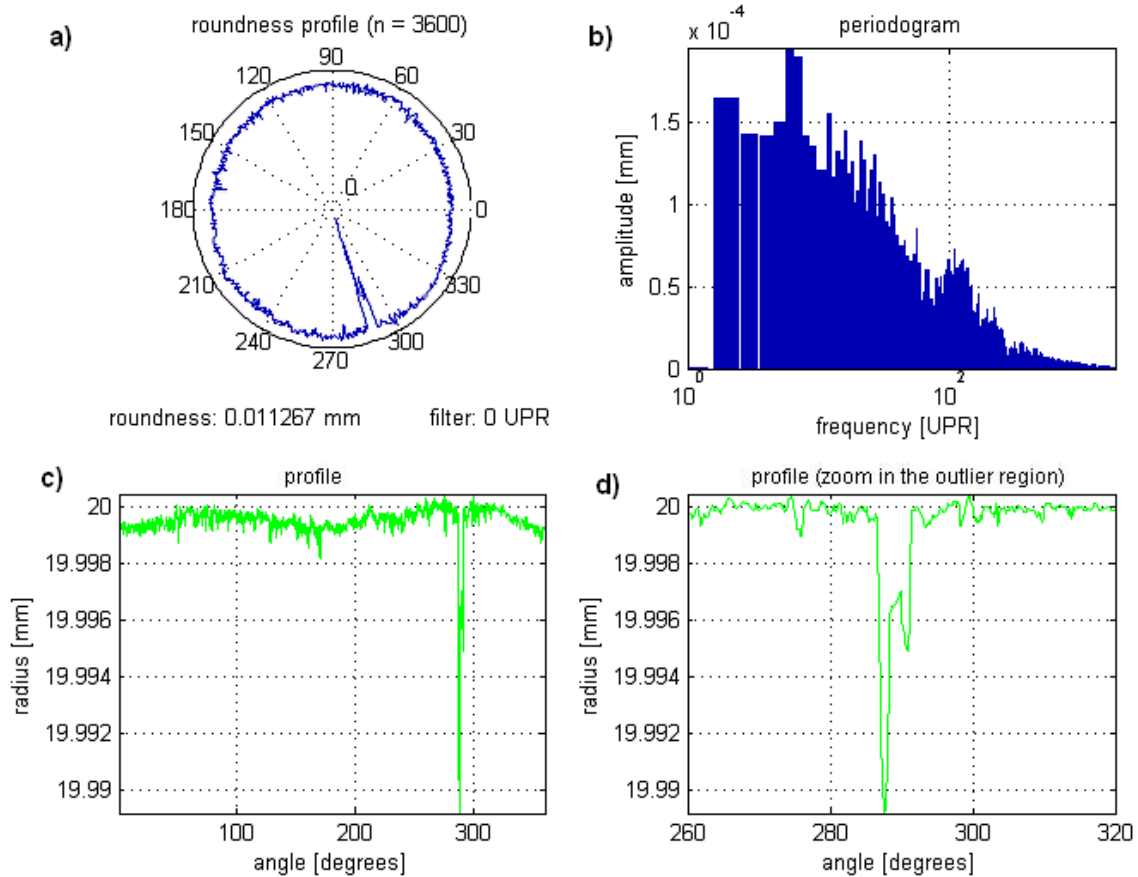 a)
roundness profile (n = 3600)
90
120
60
150
30
0
180
0
210
330
240
300
270
roundness: 0.011267 mm
filter: 0 UPR
b)
x 10^-4
periodogram
1.5
1
0.5
0
amplitude [mm]
10^0
10^2
frequency [UPR]
c)
profile
20
19.998
19.996
19.994
19.992
19.99
radius [mm]
100
200
300
angle [degrees]
d)
profile (zoom in the outlier region)
20
19.998
19.996
19.994
19.992
19.99
radius [mm]
260
280
300
320
angle [degrees]